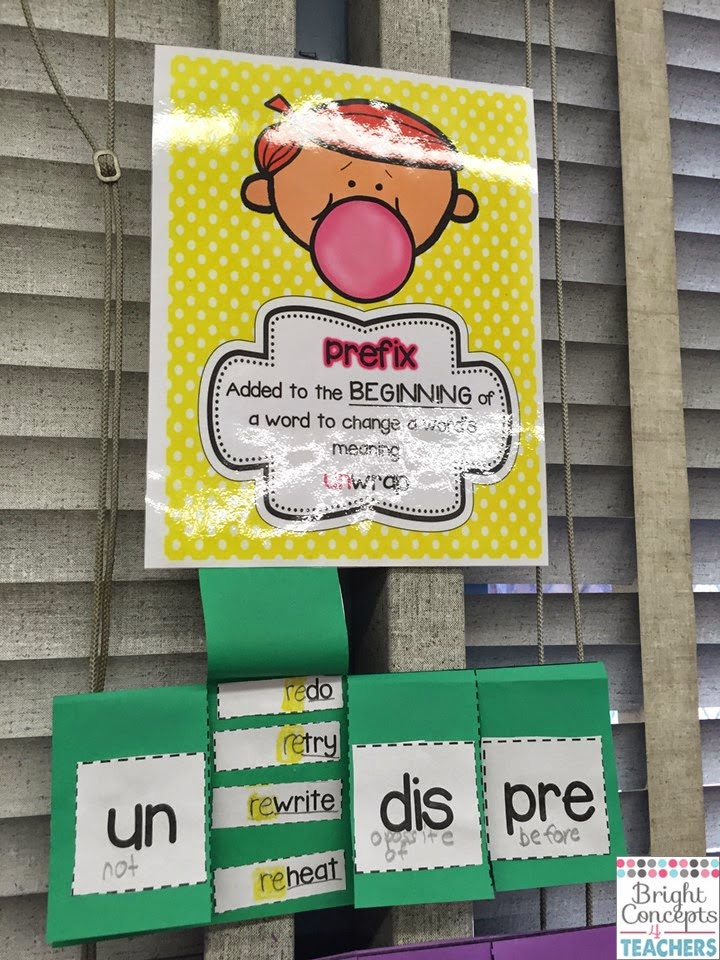 prefix
Added to the BEGINNING of
a word to change a word's
meaning
unwrap
redo
retry
rewrite
reheat
un
not
dis
opossite
of
pre
before
Bright
Concepts
4
TEACHERS